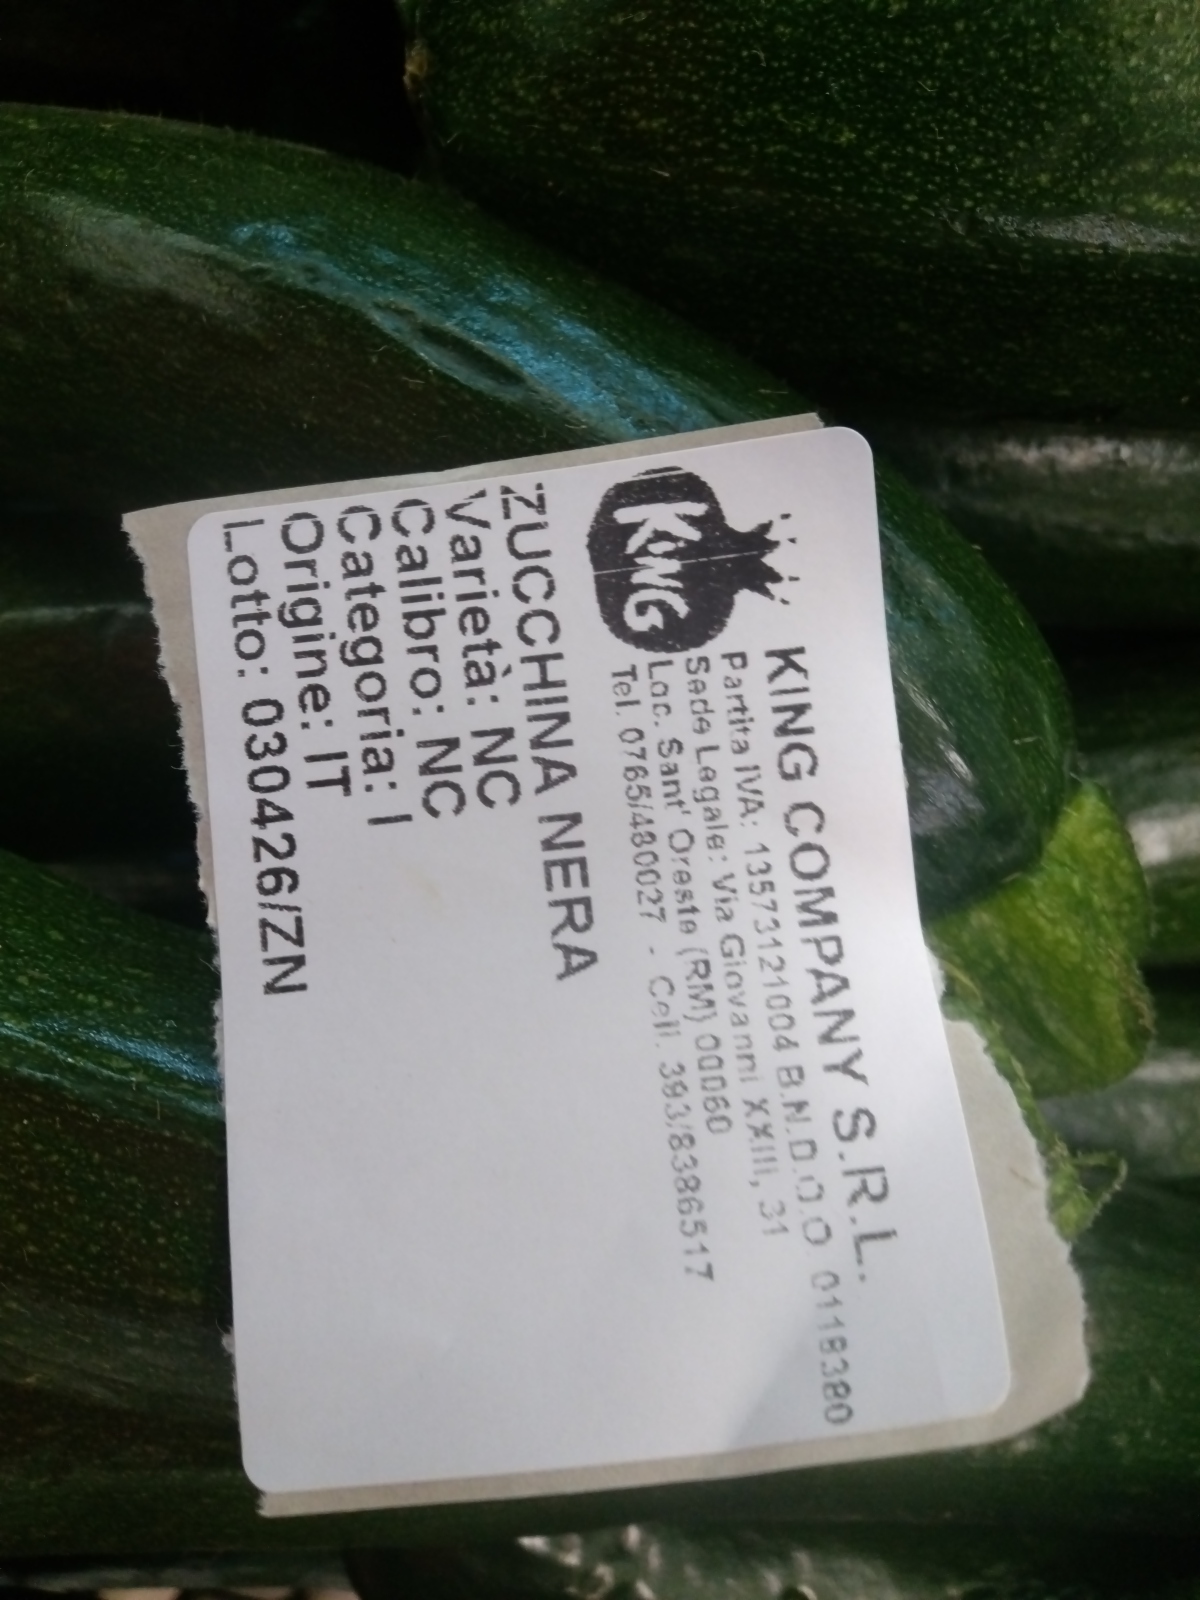 KING
KING COMPANY S.R.L.
Partita IVA: 13573121004 B.N.D.O.O. 0118380
Sede Legale: Via Giovanni XXIII, 31
Loc. Sant' Oreste (RM) 00060
Tel. 0765/480027 - Cell. 393/8386517
ZUCCHINA NERA
Varietà: NC
Calibro: NC
Categoria: I
Origine: IT
Lotto: 030426/ZN